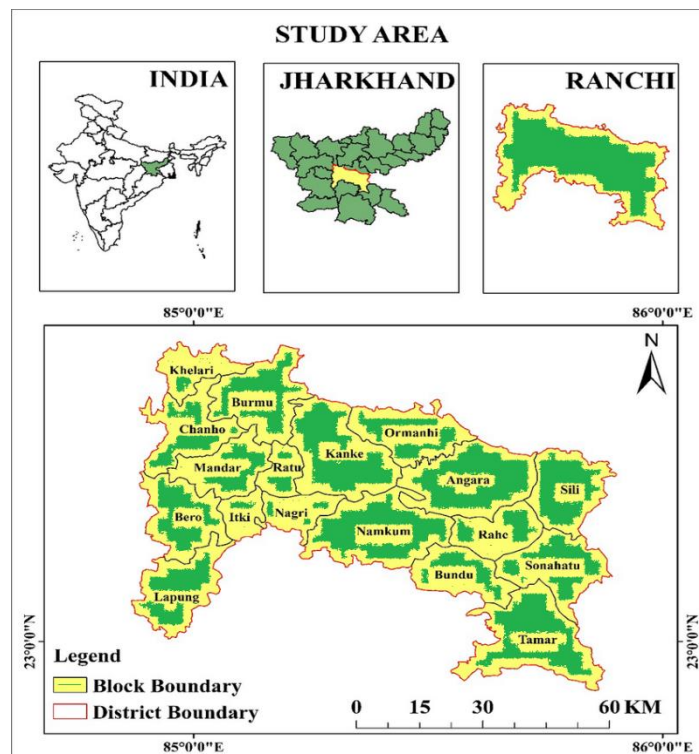 STUDY AREA
INDIA
JHARKHAND
RANCHI
85°0'0"E
86°0'0"E
N
Khelari
Burmu
Chanho
Ormanhi
Kanke
Mandar
Ratu
Angara
Sili
Bero
Itki
Nagri
Namkum
Rahe
Sonahatu
Bundu
Lapung
Tamar
23°0'0"N
23°0'0"N
Legend
Block Boundary
District Boundary
0 15 30 60 KM
85°0'0"E
86°0'0"E